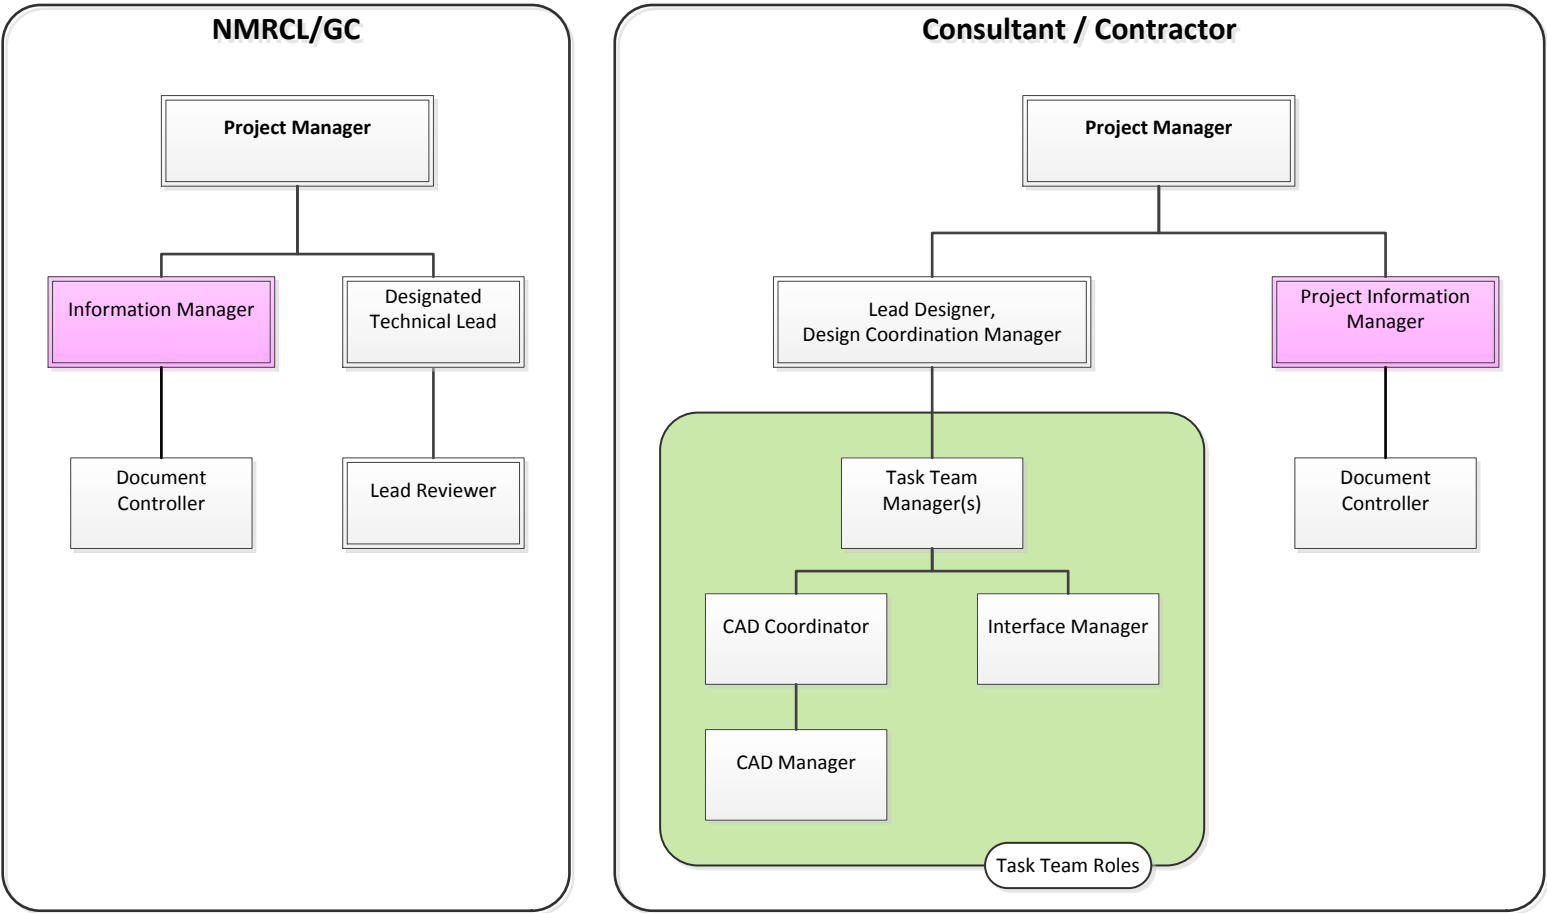 NMRCL/GC
Project Manager
Information Manager
Designated
Technical Lead
Document
Controller
Lead Reviewer
Consultant / Contractor
Project Manager
Lead Designer,
Design Coordination Manager
Project Information
Manager
Task Team
Manager(s)
Document
Controller
CAD Coordinator
Interface Manager
CAD Manager
Task Team Roles